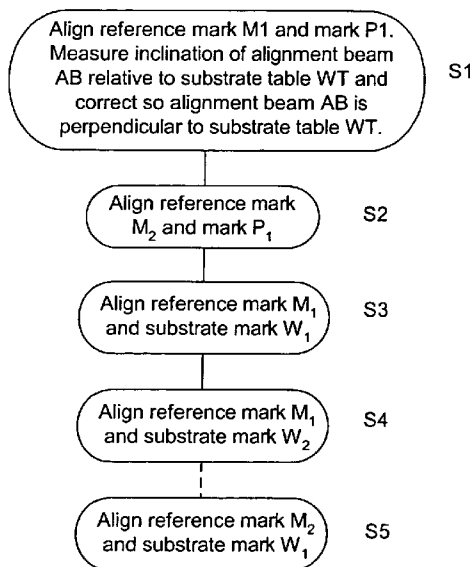 Align reference mark M1 and mark P1.
Measure inclination of alignment beam
AB relative to substrate table WT and
correct so alignment beam AB is
perpendicular to substrate table WT.
S1
Align reference mark
M₂ and mark P₁
S2
Align reference mark M₁
and substrate mark W₁
S3
Align reference mark M₁
and substrate mark W₂
S4
Align reference mark M₂
and substrate mark W₁
S5